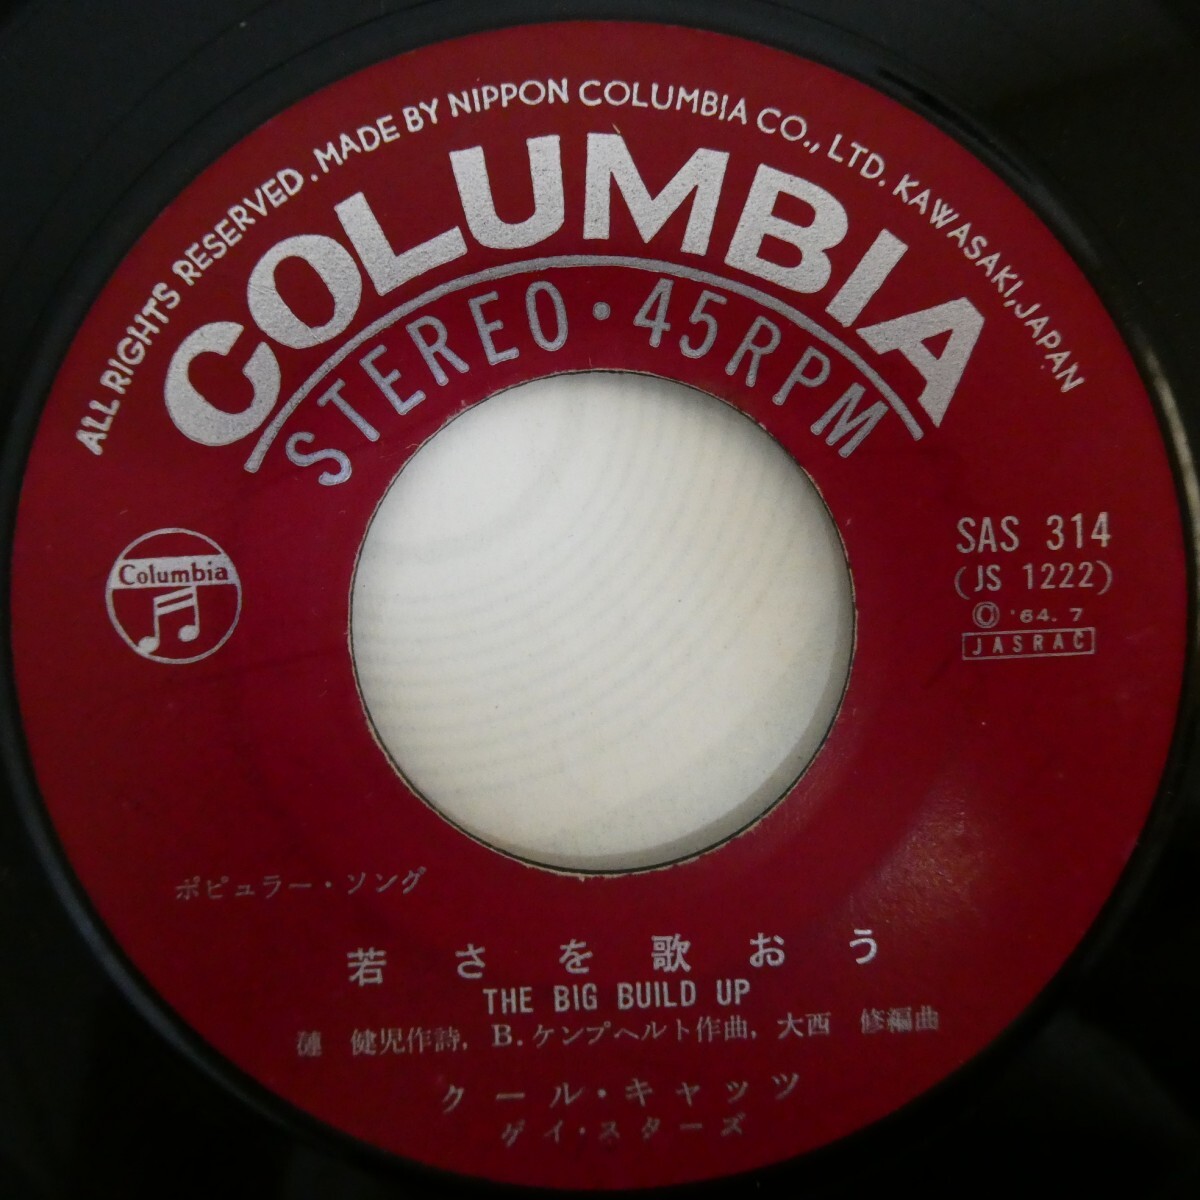 ALL RIGHTS RESERVED. MADE BY NIPPON COLUMBIA CO., LTD. KAWASAKI, JAPAN
COLUMBIA
STEREO・45RPM
Columbia
SAS 314
(JS 1222)
© '64. 7
JASRAC
ポピュラー・ソング
若さを歌おう
THE BIG BUILD UP
漣 健児作詩, B. ケンプヘルト作曲, 大西 修編曲
クール・キャッツ
ゲイ・スターズ